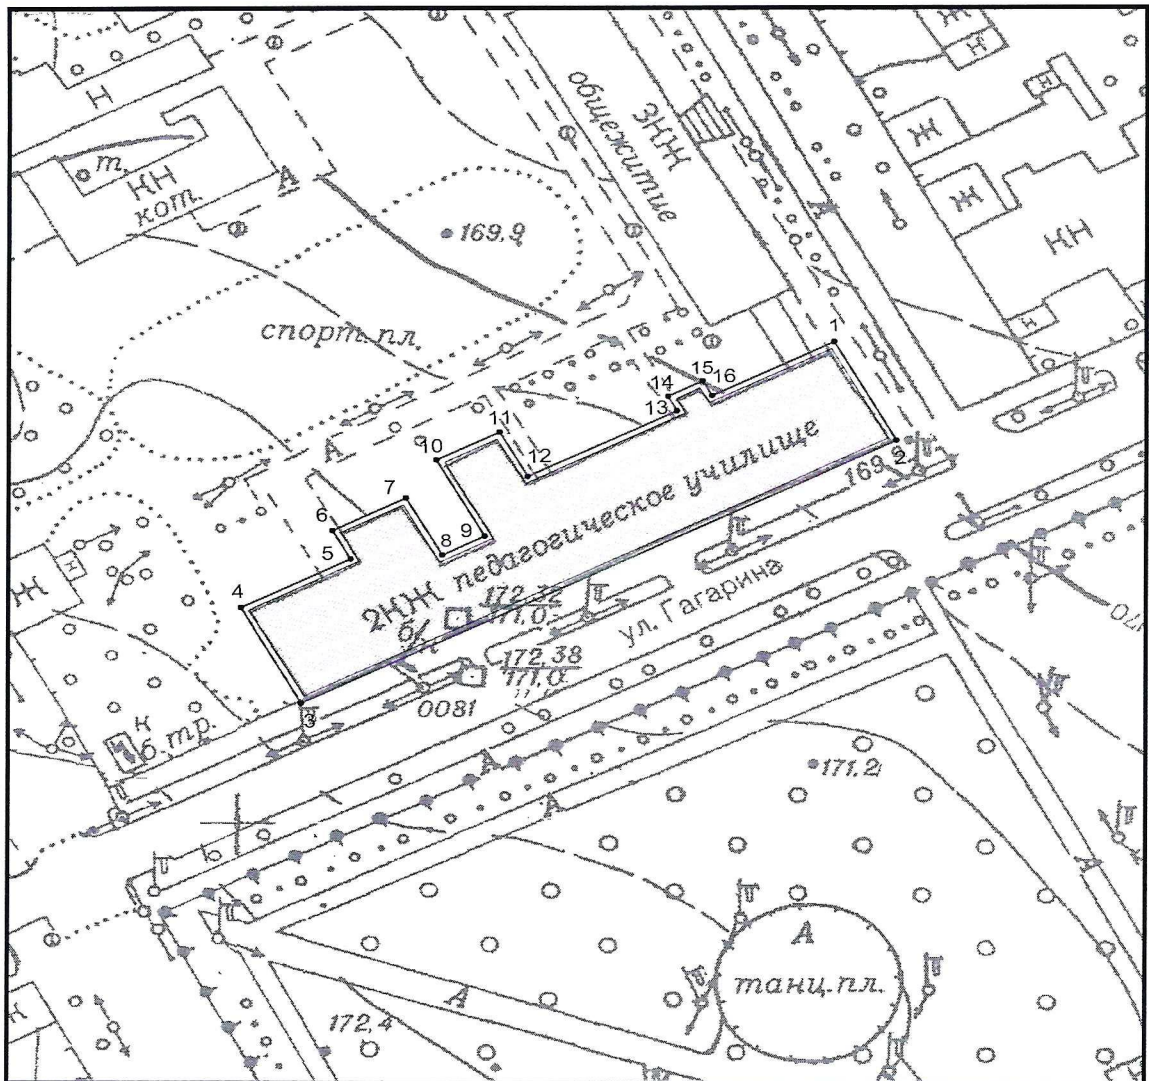 Н
т.
КН
кот.
А
169,9
общежитие
3КЖ
А
Н
Н
Ж
Ж
КН
Н
спорт. пл.
А
1
2
3
4
5
6
7
8
9
10
11
12
13
14
15
16
2КЖ педагогическое училище
169,8
172,32
171,0
172,38
171,0
0081
ул. Гагарина
Ж
Н
к
б. тр.
А
А
А
171,2
А
танц. пл.
А
172,4